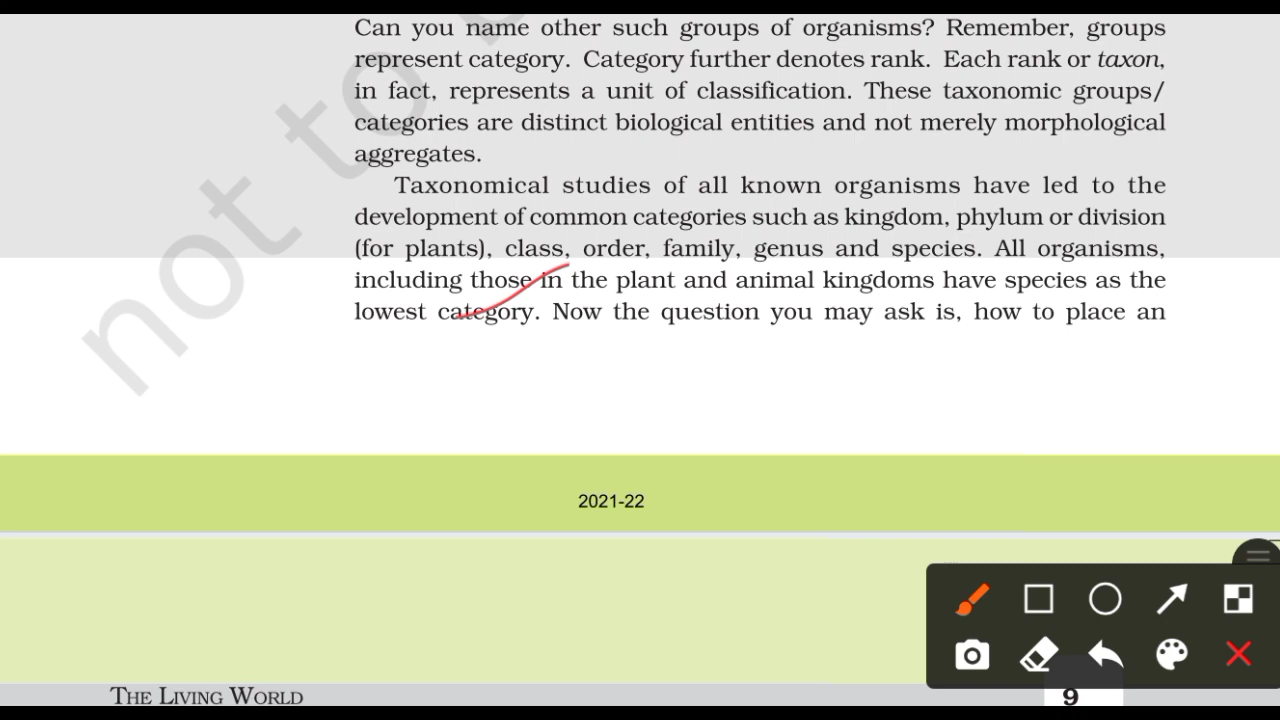 Can you name other such groups of organisms? Remember, groups
represent category. Category further denotes rank. Each rank or taxon,
in fact, represents a unit of classification. These taxonomic groups/
categories are distinct biological entities and not merely morphological
aggregates.
Taxonomical studies of all known organisms have led to the
development of common categories such as kingdom, phylum or division
(for plants), class, order, family, genus and species. All organisms,
including those in the plant and animal kingdoms have species as the
lowest category. Now the question you may ask is, how to place an
not to
2021-22
THE LIVING WORLD
9